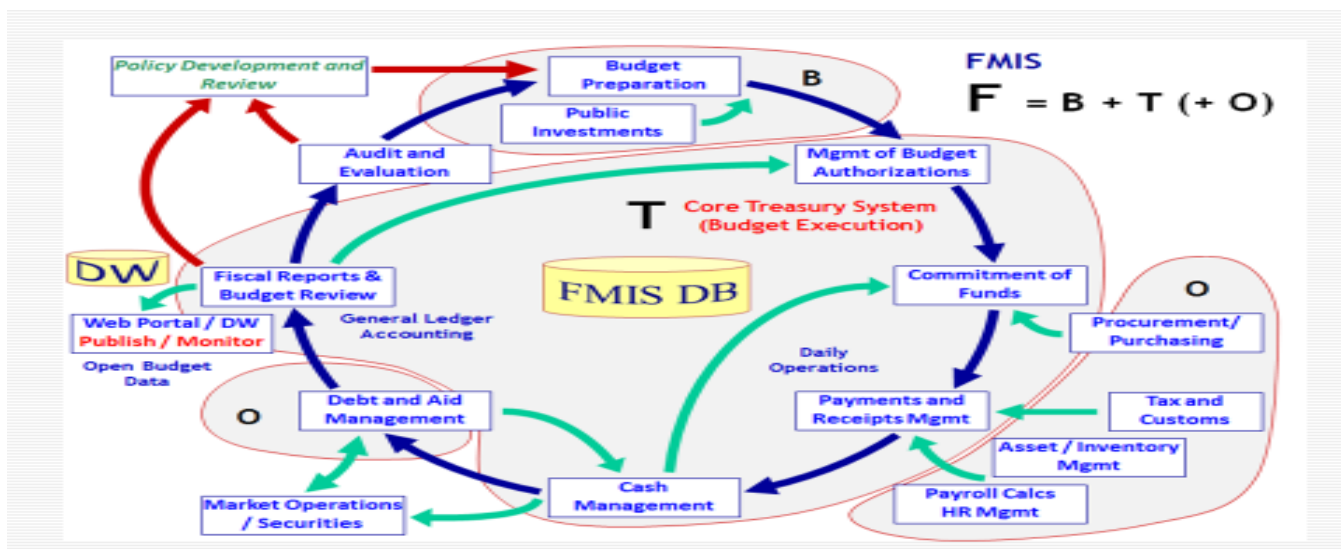 Policy Development and
Review
Budget
Preparation
B
FMIS
F = B + T (+ O)
Public
Investments
Audit and
Evaluation
Mgmt of Budget
Authorizations
T
Core Treasury System
(Budget Execution)
DW
Fiscal Reports &
Budget Review
FMIS DB
Commitment of
Funds
O
Web Portal / DW
Publish / Monitor
General Ledger
Accounting
Procurement/
Purchasing
Open Budget
Data
Daily
Operations
O
Debt and Aid
Management
Payments and
Receipts Mgmt
Tax and
Customs
Asset / Inventory
Mgmt
Market Operations
/ Securities
Cash
Management
Payroll Calcs
HR Mgmt